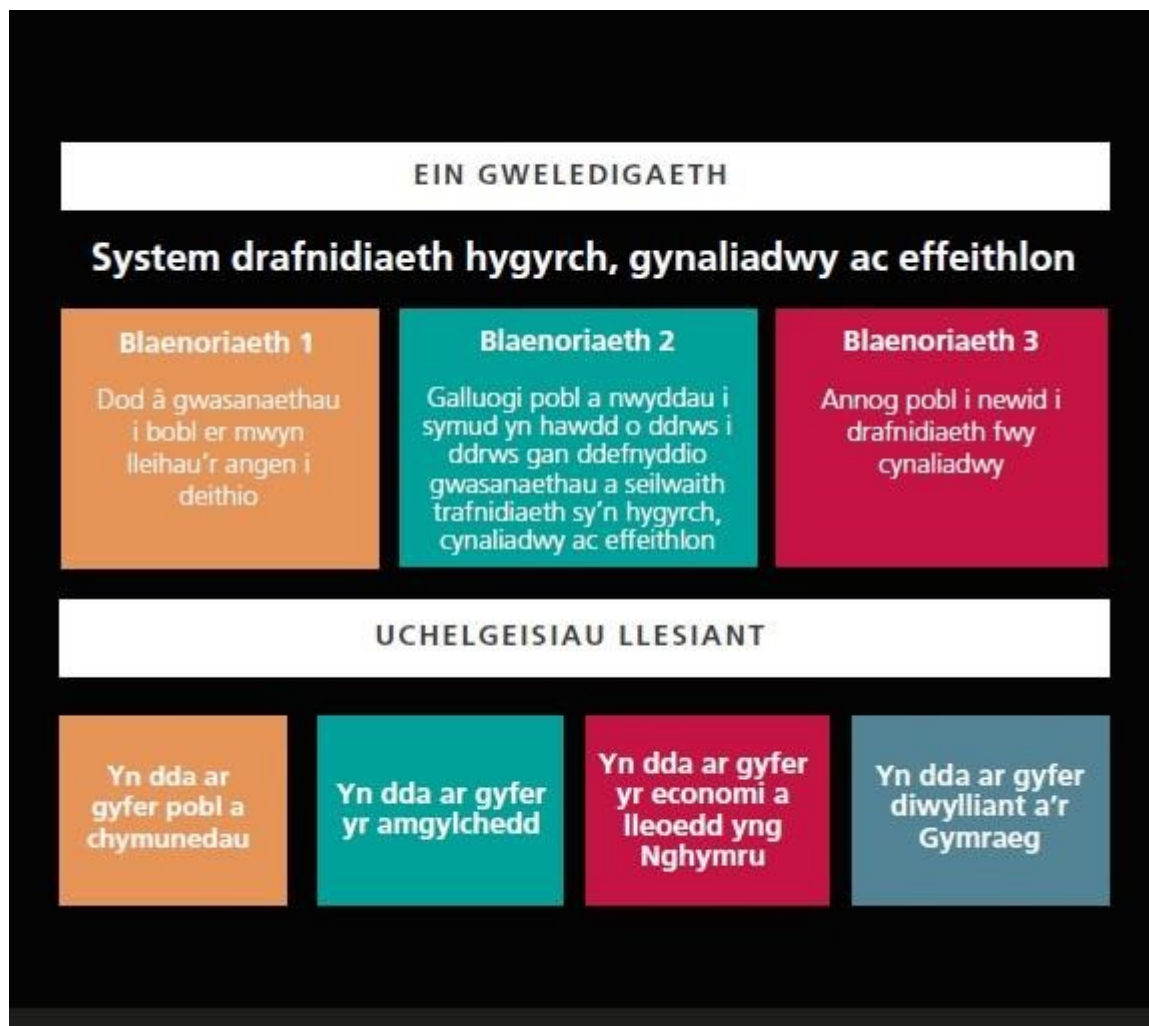 EIN GWELEDIGAETH
System drafnidiaeth hygyrch, gynaliadwy ac effeithlon
Blaenoriaeth 1
Dod â gwasanaethau
i bobl er mwyn
lleihau'r angen i
deithio
Blaenoriaeth 2
Galluogi pobl a nwyddau i
symud yn hawdd o ddrws i
ddrws gan ddefnyddio
gwasanaethau a seilwaith
trafnidiaeth sy'n hygyrch,
cynaliadwy ac effeithlon
Blaenoriaeth 3
Annog pobl i newid i
drafnidiaeth fwy
cynaliadwy
UCHELGEISIAU LLESIANT
Yn dda ar
gyfer pobl a
chymunedau
Yn dda ar gyfer
yr amgylchedd
Yn dda ar gyfer
yr economi a
lleoedd yng
Nghymru
Yn dda ar gyfer
diwylliant a'r
Gymraeg